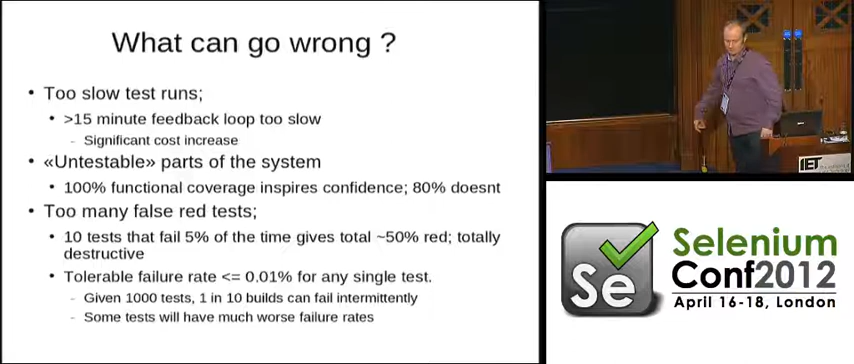 What can go wrong ?
• Too slow test runs;
• >15 minute feedback loop too slow
- Significant cost increase
• «Untestable» parts of the system
• 100% functional coverage inspires confidence; 80% doesnt
• Too many false red tests;
• 10 tests that fail 5% of the time gives total ~50% red; totally
destructive
• Tolerable failure rate <= 0.01% for any single test.
- Given 1000 tests, 1 in 10 builds can fail intermittently
- Some tests will have much worse failure rates
IET
Se
Selenium
Conf2012
April 16-18, London